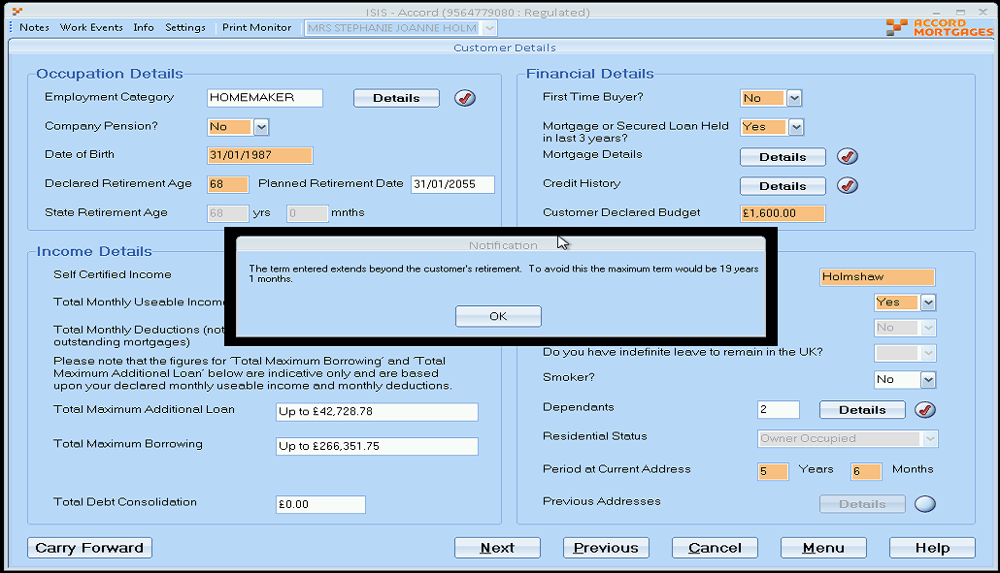 ISIS - Accord (9564779080 : Regulated)
Notes Work Events Info Settings Print Monitor MRS STEPHANIE JOANNE HOLM
ACCORD
MORTGAGES
Customer Details
Occupation Details
Employment Category HOMEMAKER Details
Company Pension? No
Date of Birth 31/01/1987
Declared Retirement Age 68 Planned Retirement Date 31/01/2055
State Retirement Age 68 yrs 0 mnths
Financial Details
First Time Buyer? No
Mortgage or Secured Loan Held Yes
in last 3 years?
Mortgage Details Details
Credit History Details
Customer Declared Budget £1,600.00
Notification
The term entered extends beyond the customer's retirement. To avoid this the maximum term would be 19 years
1 months.
OK
Income Details
Self Certified Income
Total Monthly Useable Income
Total Monthly Deductions (not
outstanding mortgages)
Please note that the figures for 'Total Maximum Borrowing' and 'Total
Maximum Additional Loan' below are indicative only and are based
upon your declared monthly useable income and monthly deductions.
Total Maximum Additional Loan Up to £42,728.78
Total Maximum Borrowing Up to £266,351.75
Total Debt Consolidation £0.00
Holmshaw
Yes
No
Do you have indefinite leave to remain in the UK?
Smoker? No
Dependants 2 Details
Residential Status Owner Occupied
Period at Current Address 5 Years 6 Months
Previous Addresses Details
Carry Forward Next Previous Cancel Menu Help